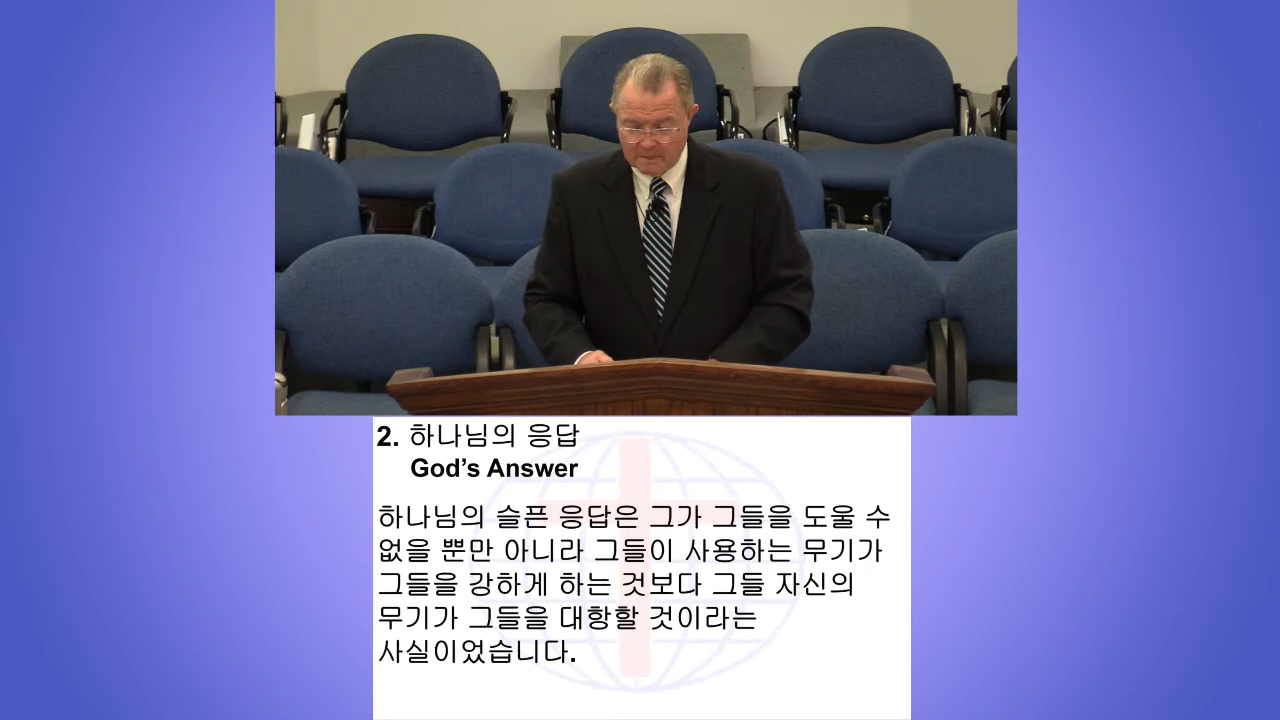 2. 하나님의 응답
God's Answer
하나님의 슬픈 응답은 그가 그들을 도울 수
없을 뿐만 아니라 그들이 사용하는 무기가
그들을 강하게 하는 것보다 그들 자신의
무기가 그들을 대항할 것이라는
사실이었습니다.